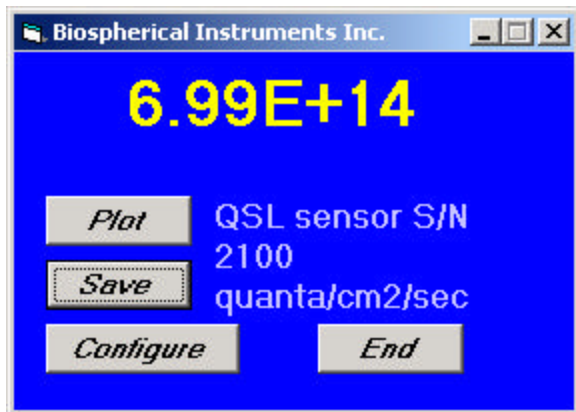 Biospherical Instruments Inc.
6.99E+14
Plot
QSL sensor S/N
2100
Save
quanta/cm2/sec
Configure
End